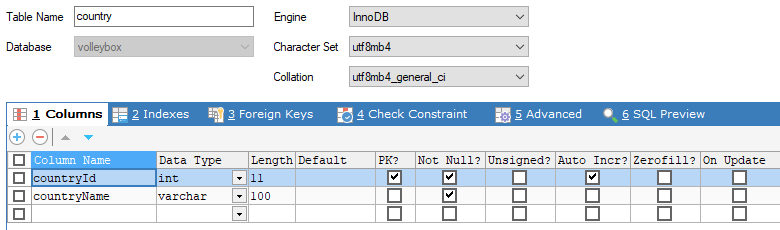 Table Name country Engine InnoDB
Database volleybox Character Set utf8mb4
Collation utf8mb4_general_ci
1 Columns 2 Indexes 3 Foreign Keys 4 Check Constraint 5 Advanced 6 SQL Preview
Column Name Data Type Length Default PK? Not Null? Unsigned? Auto Incr? Zerofill? On Update
countryId int 11
countryName varchar 100